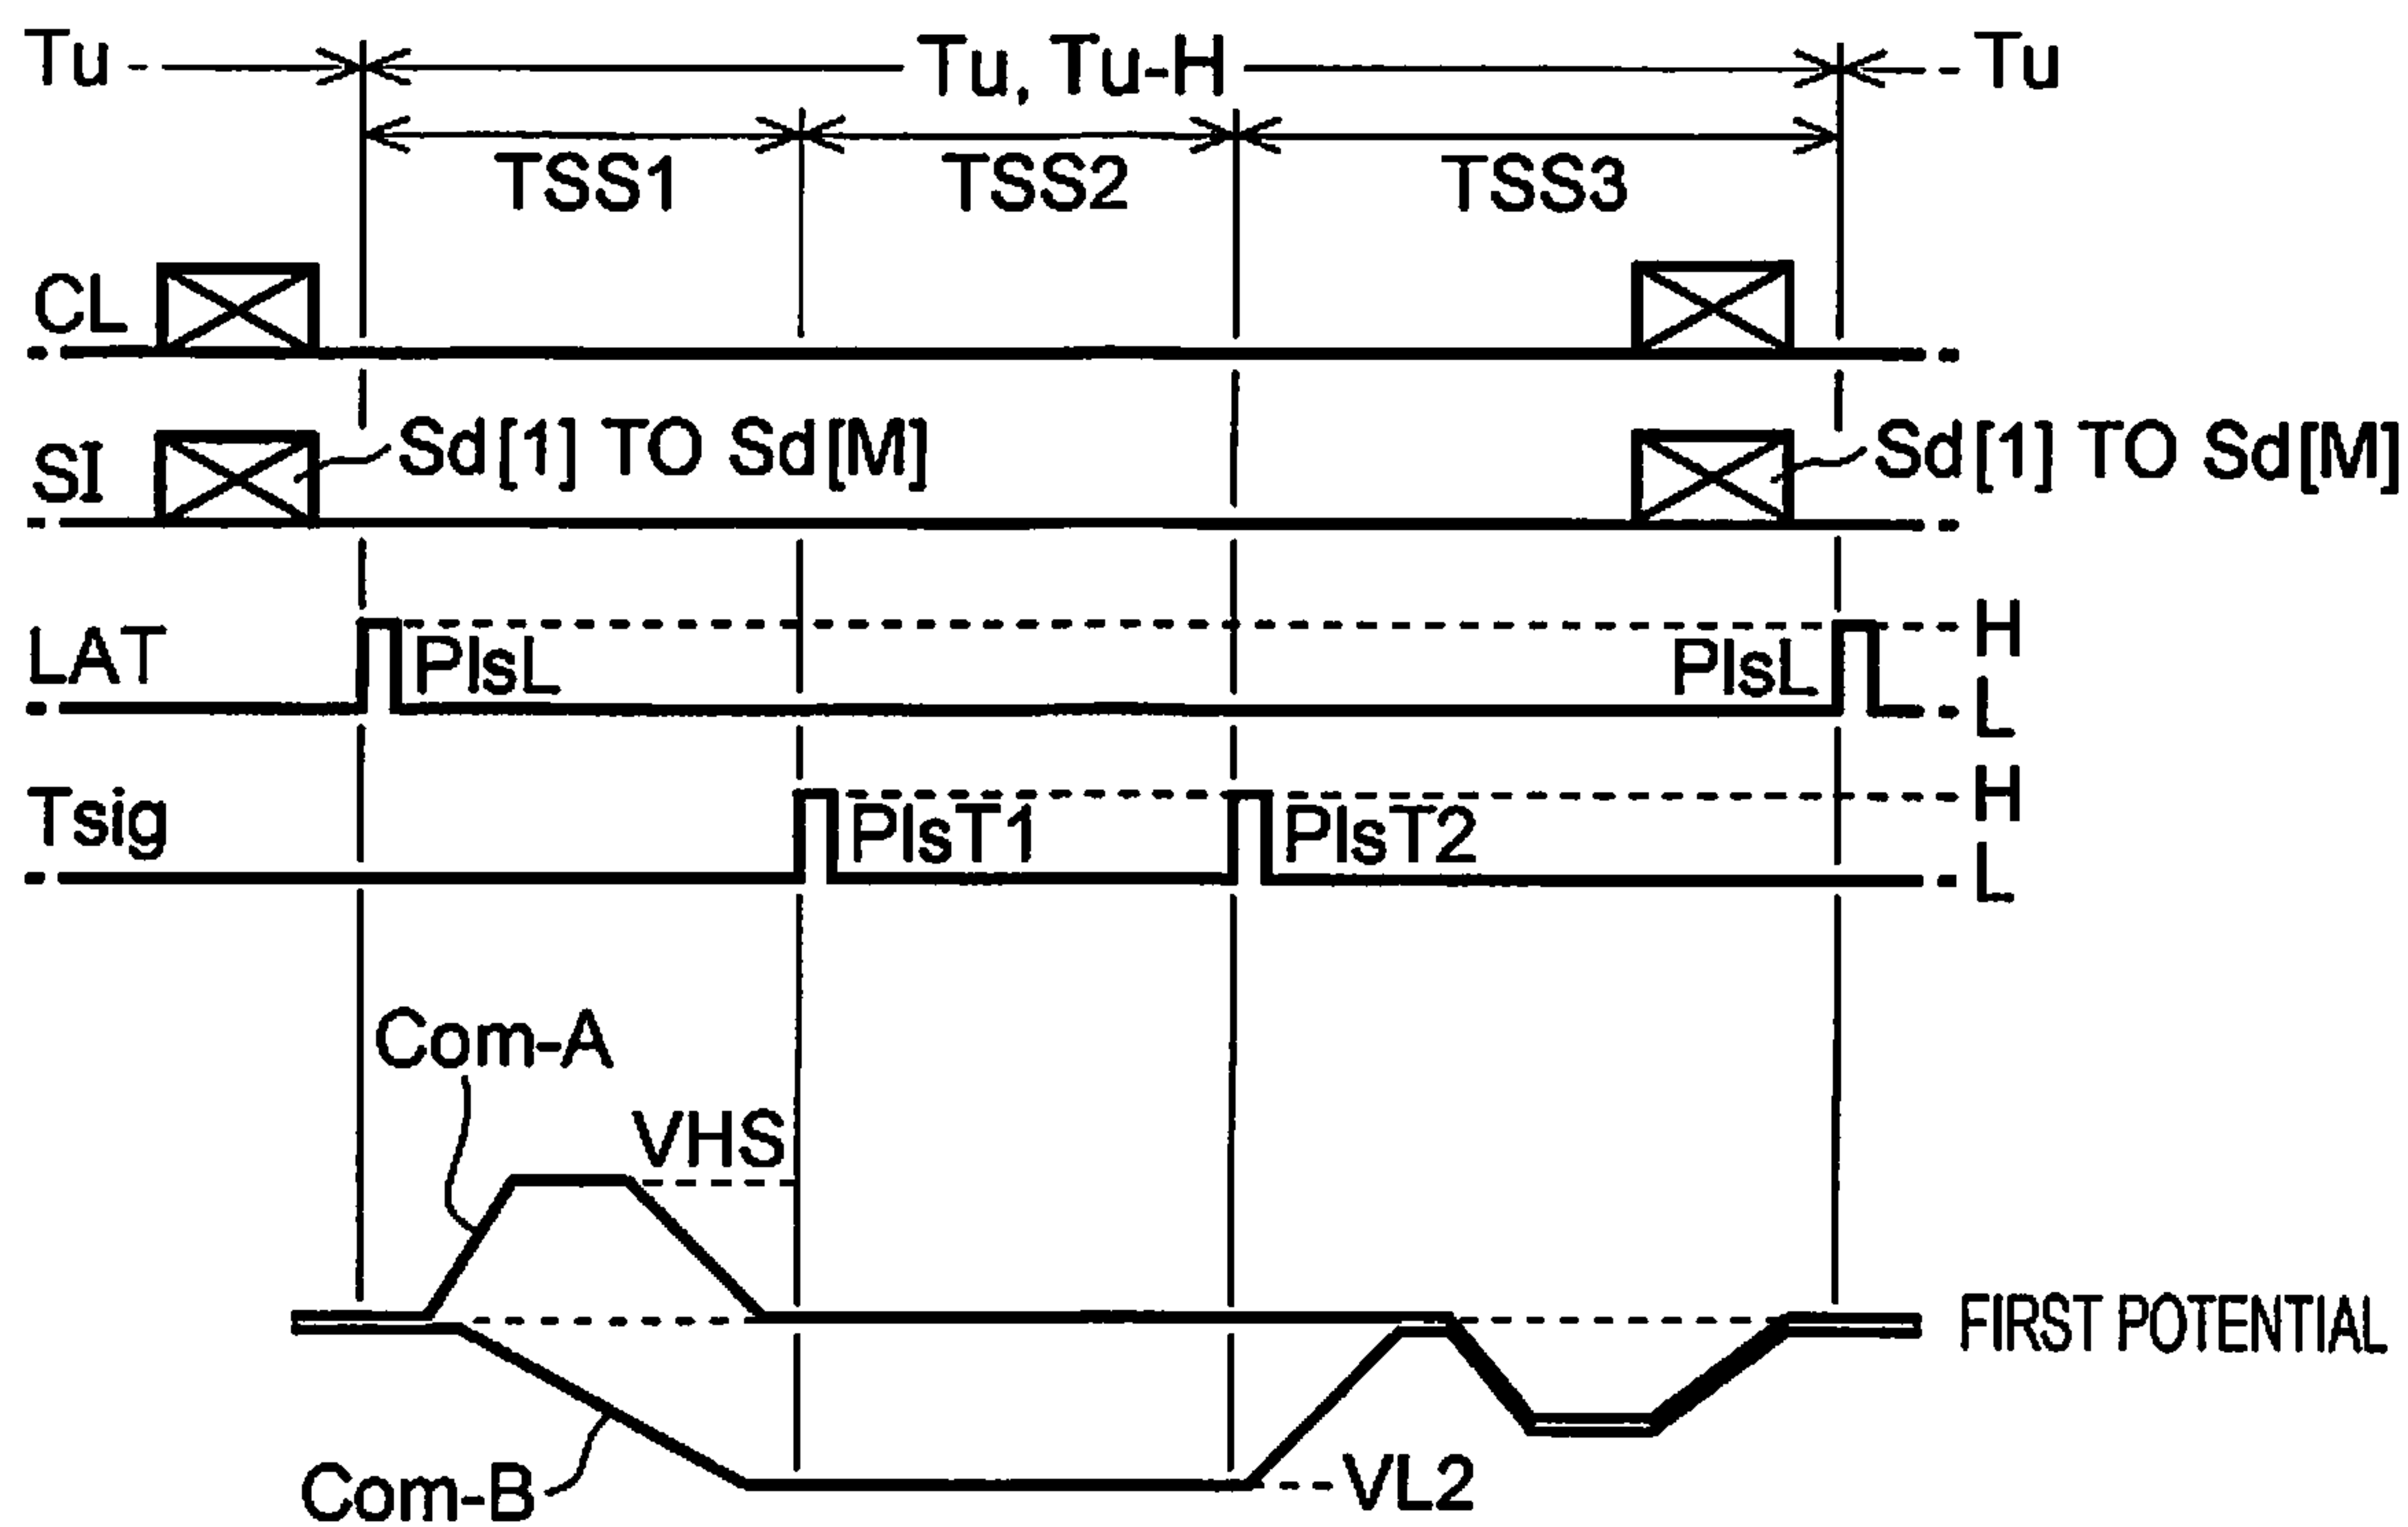 Tu
Tu, Tu-H
Tu
TSS1
TSS2
TSS3
CL
SI
Sd[1] TO Sd[M]
Sd[1] TO Sd[M]
LAT
PlsL
PlsL
H
L
Tsig
PlsT1
PlsT2
H
L
Com-A
VHS
FIRST POTENTIAL
Com-B
VL2